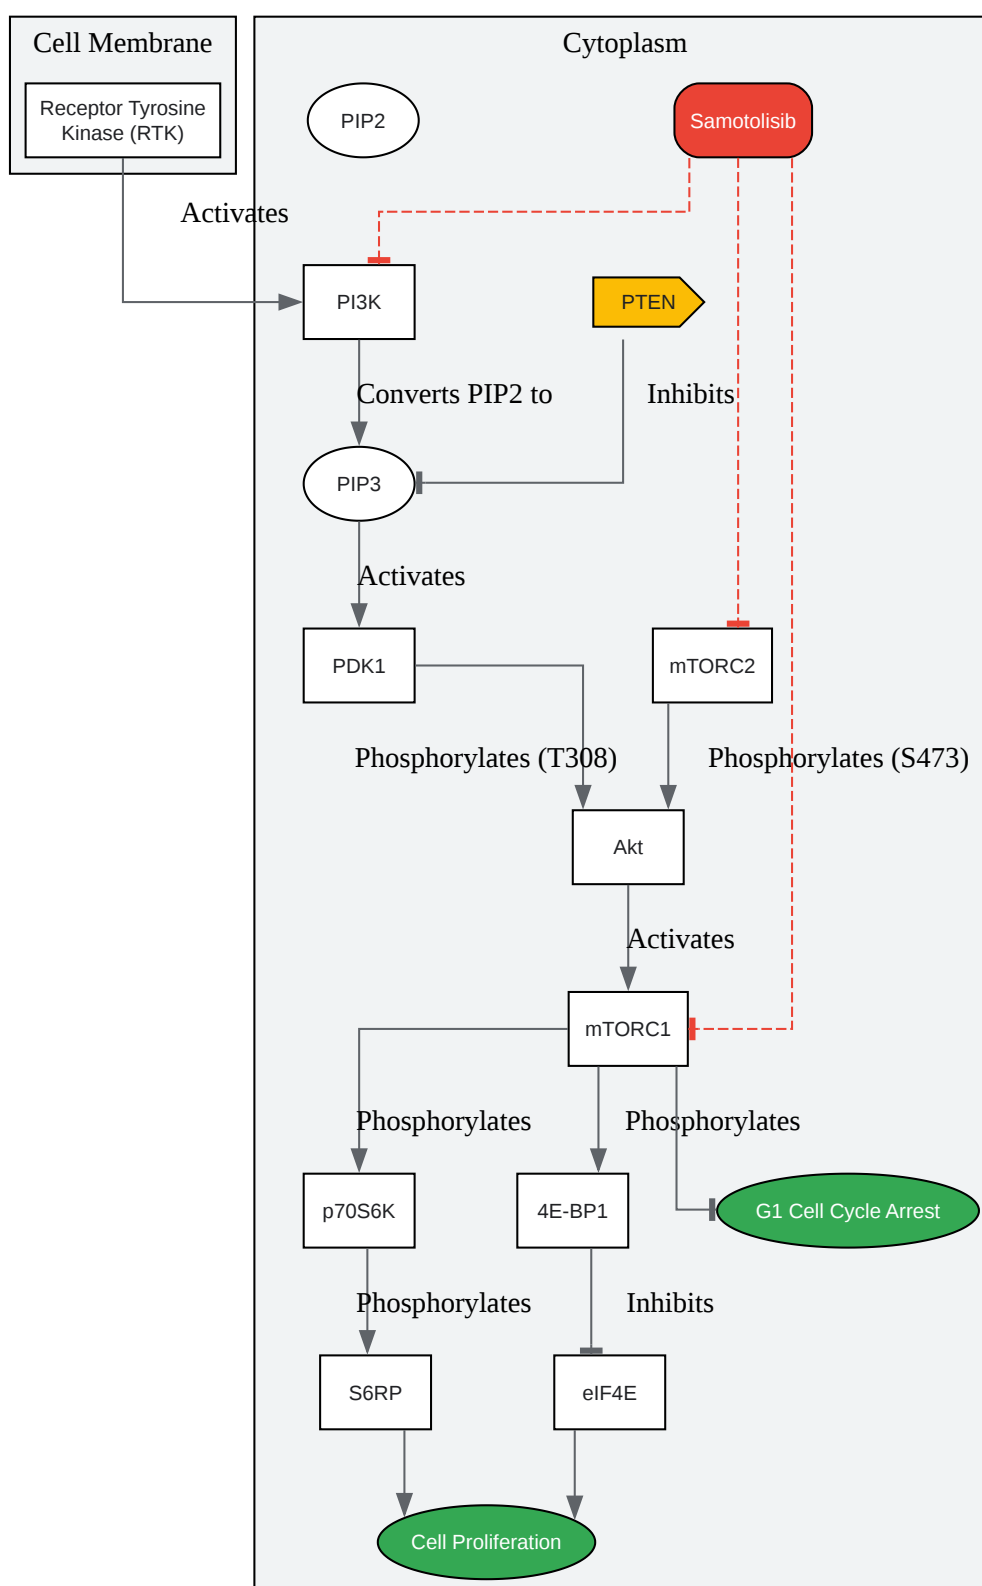 Cell Membrane
Cytoplasm
Receptor Tyrosine
Kinase (RTK)
PIP2
Samotolisib
Activates
PI3K
PTEN
Converts PIP2 to
Inhibits
PIP3
Activates
PDK1
mTORC2
Phosphorylates (T308)
Phosphorylates (S473)
Akt
Activates
mTORC1
Phosphorylates
Phosphorylates
p70S6K
4E-BP1
G1 Cell Cycle Arrest
Phosphorylates
Inhibits
S6RP
eIF4E
Cell Proliferation